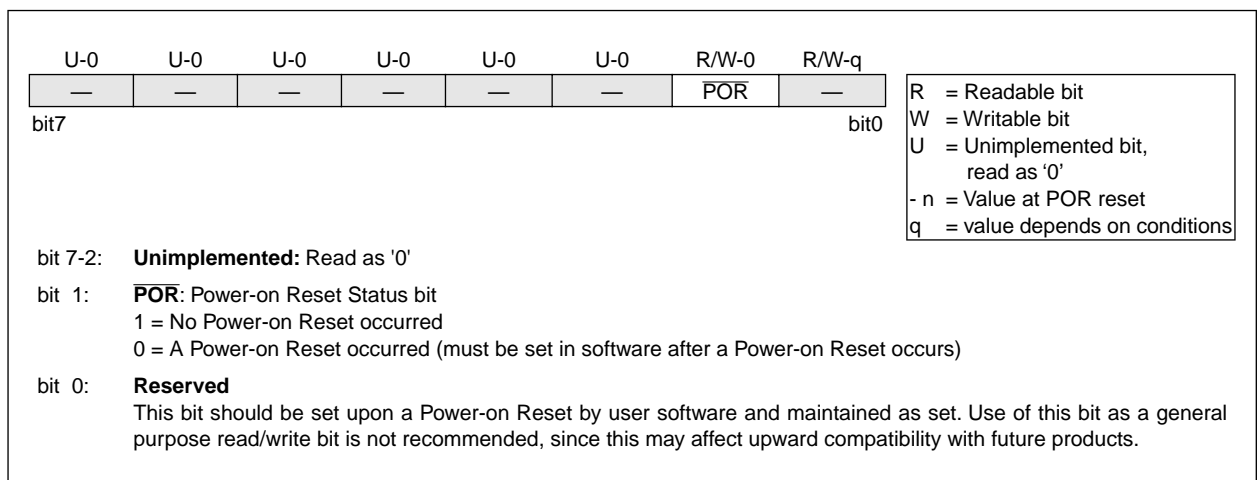 U-0 U-0 U-0 U-0 U-0 U-0 R/W-0 R/W-q
— — — — — — P̅O̅R̅ —
bit7 bit0
R = Readable bit
W = Writable bit
U = Unimplemented bit,
read as ‘0’
- n = Value at POR reset
q = value depends on conditions
bit 7-2: Unimplemented: Read as '0'
bit 1: P̅O̅R̅: Power-on Reset Status bit
1 = No Power-on Reset occurred
0 = A Power-on Reset occurred (must be set in software after a Power-on Reset occurs)
bit 0: Reserved
This bit should be set upon a Power-on Reset by user software and maintained as set. Use of this bit as a general
purpose read/write bit is not recommended, since this may affect upward compatibility with future products.